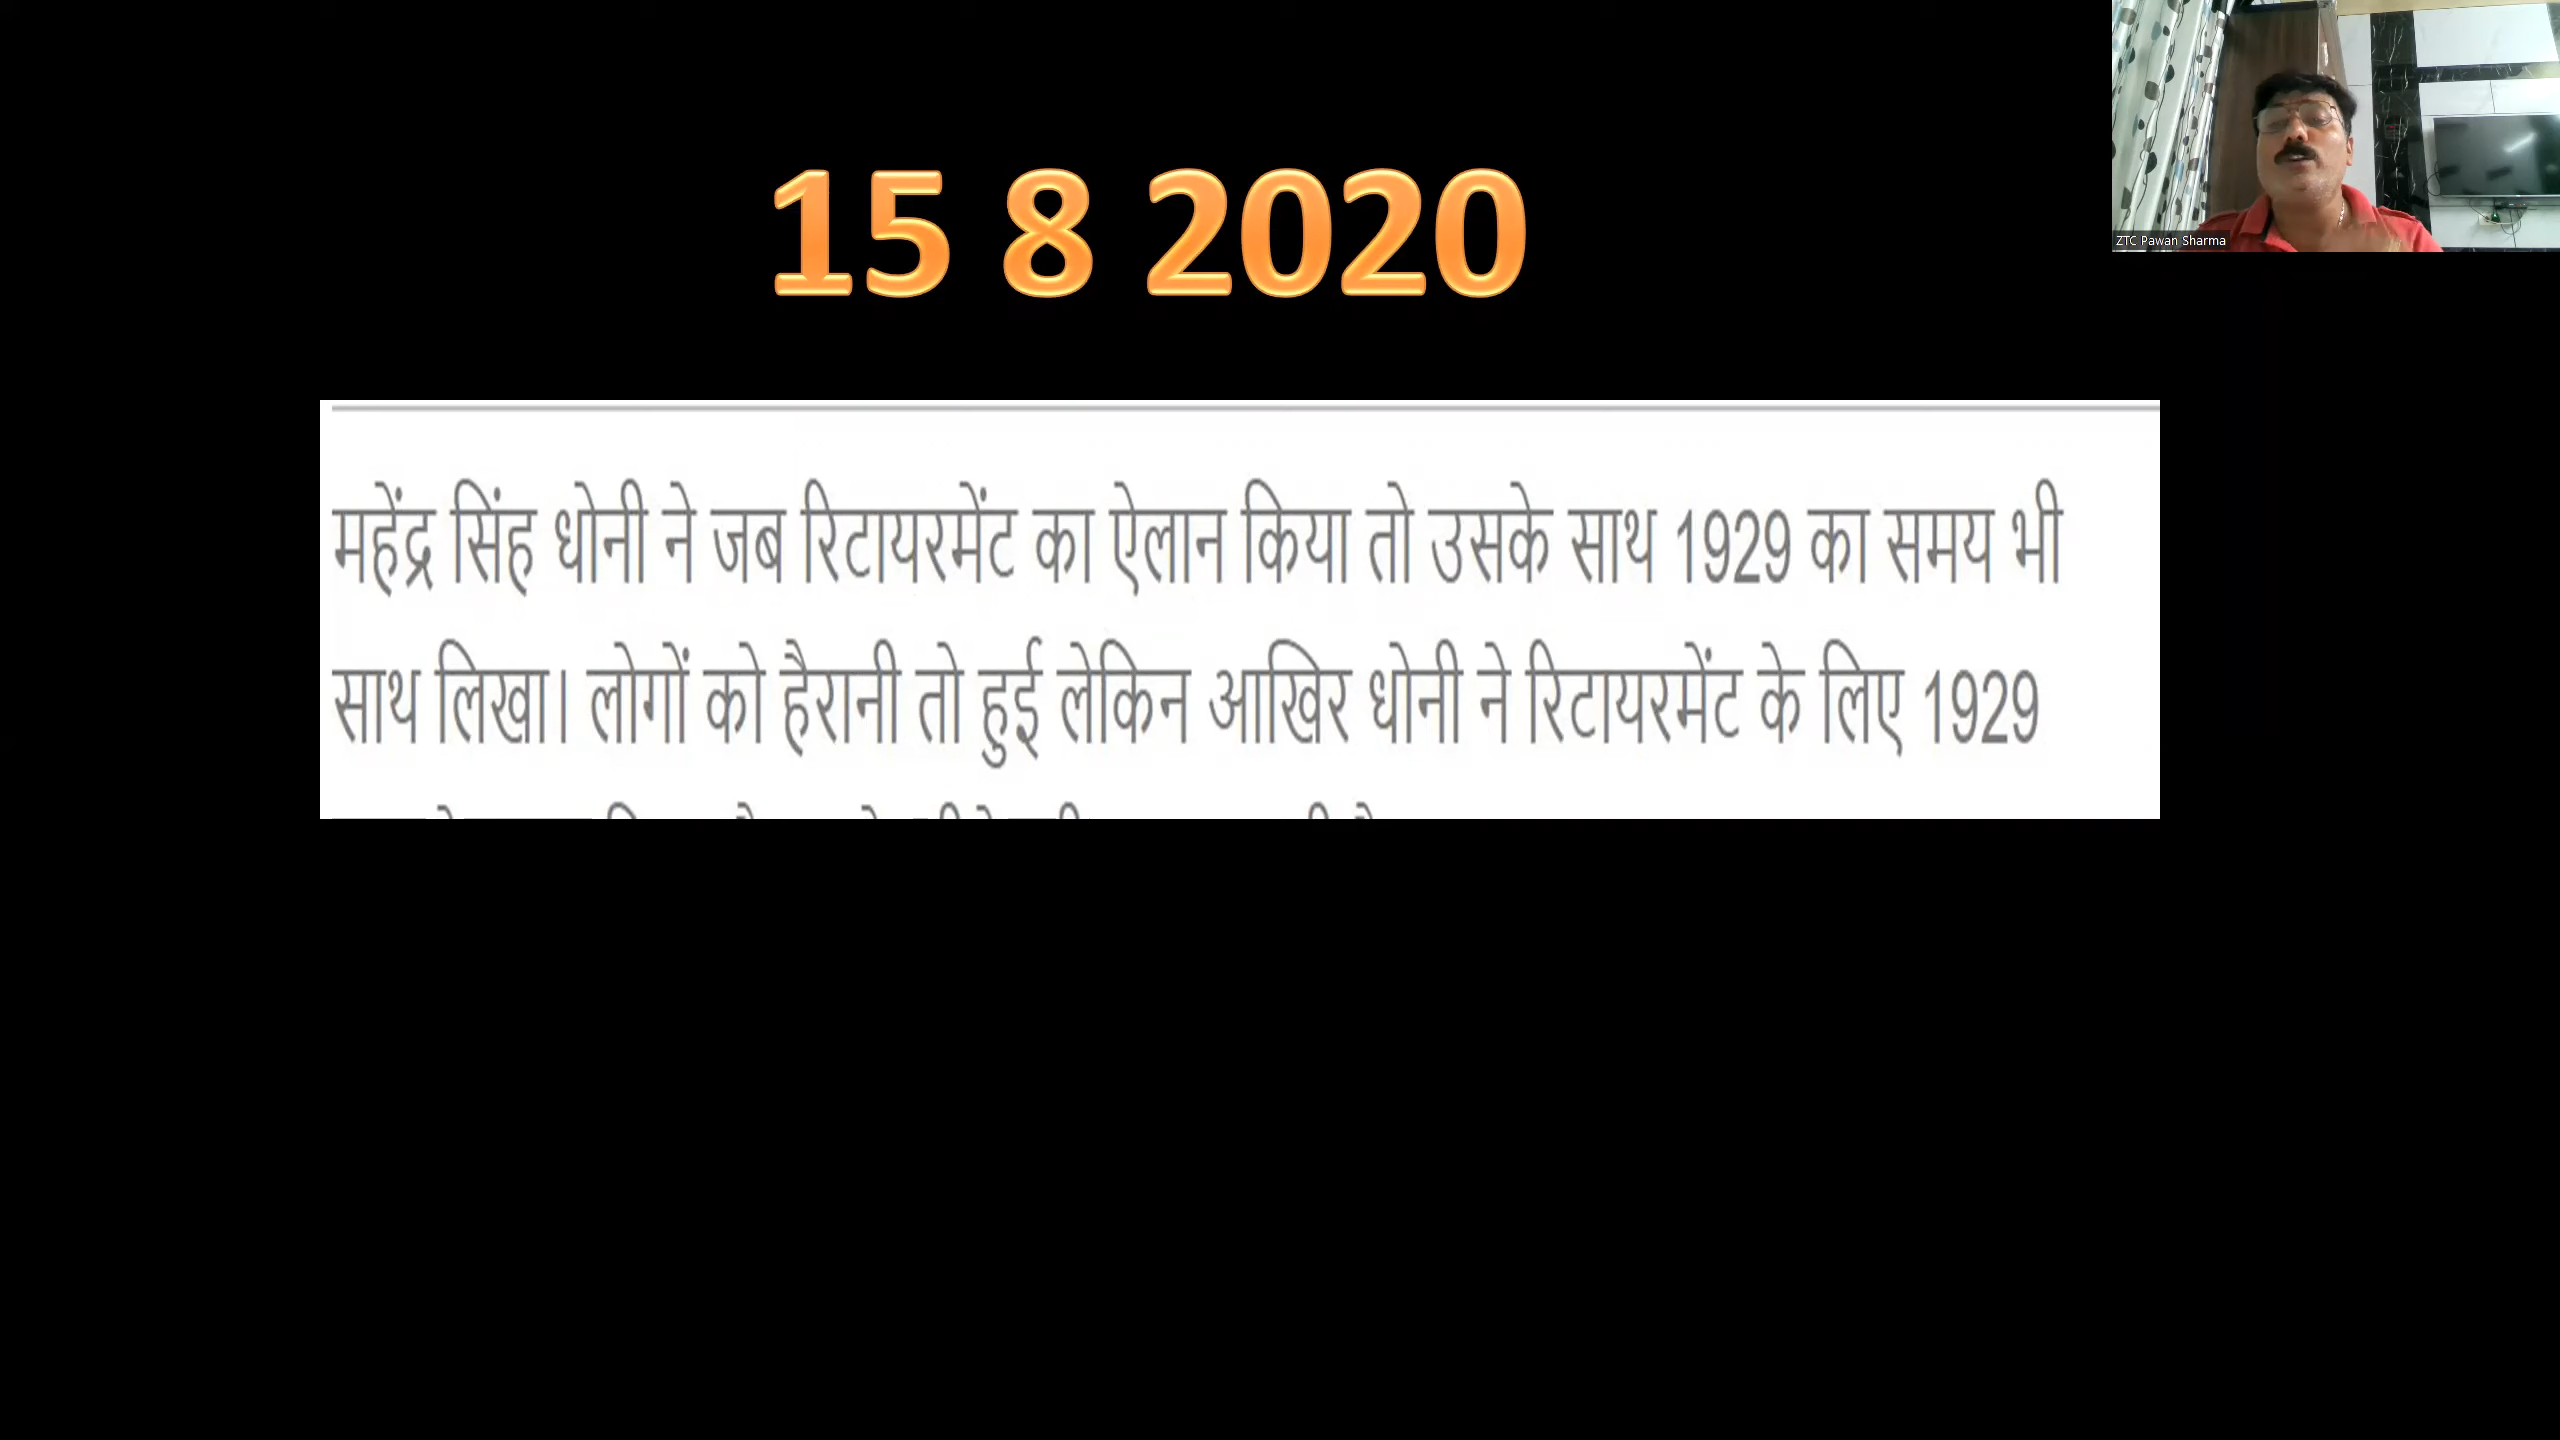 15 8 2020
ZTC Pawan Sharma
महेंद्र सिंह धोनी ने जब रिटायरमेंट का ऐलान किया तो उसके साथ 1929 का समय भी
साथ लिखा। लोगों को हैरानी तो हुई लेकिन आखिर धोनी ने रिटायरमेंट के लिए 1929